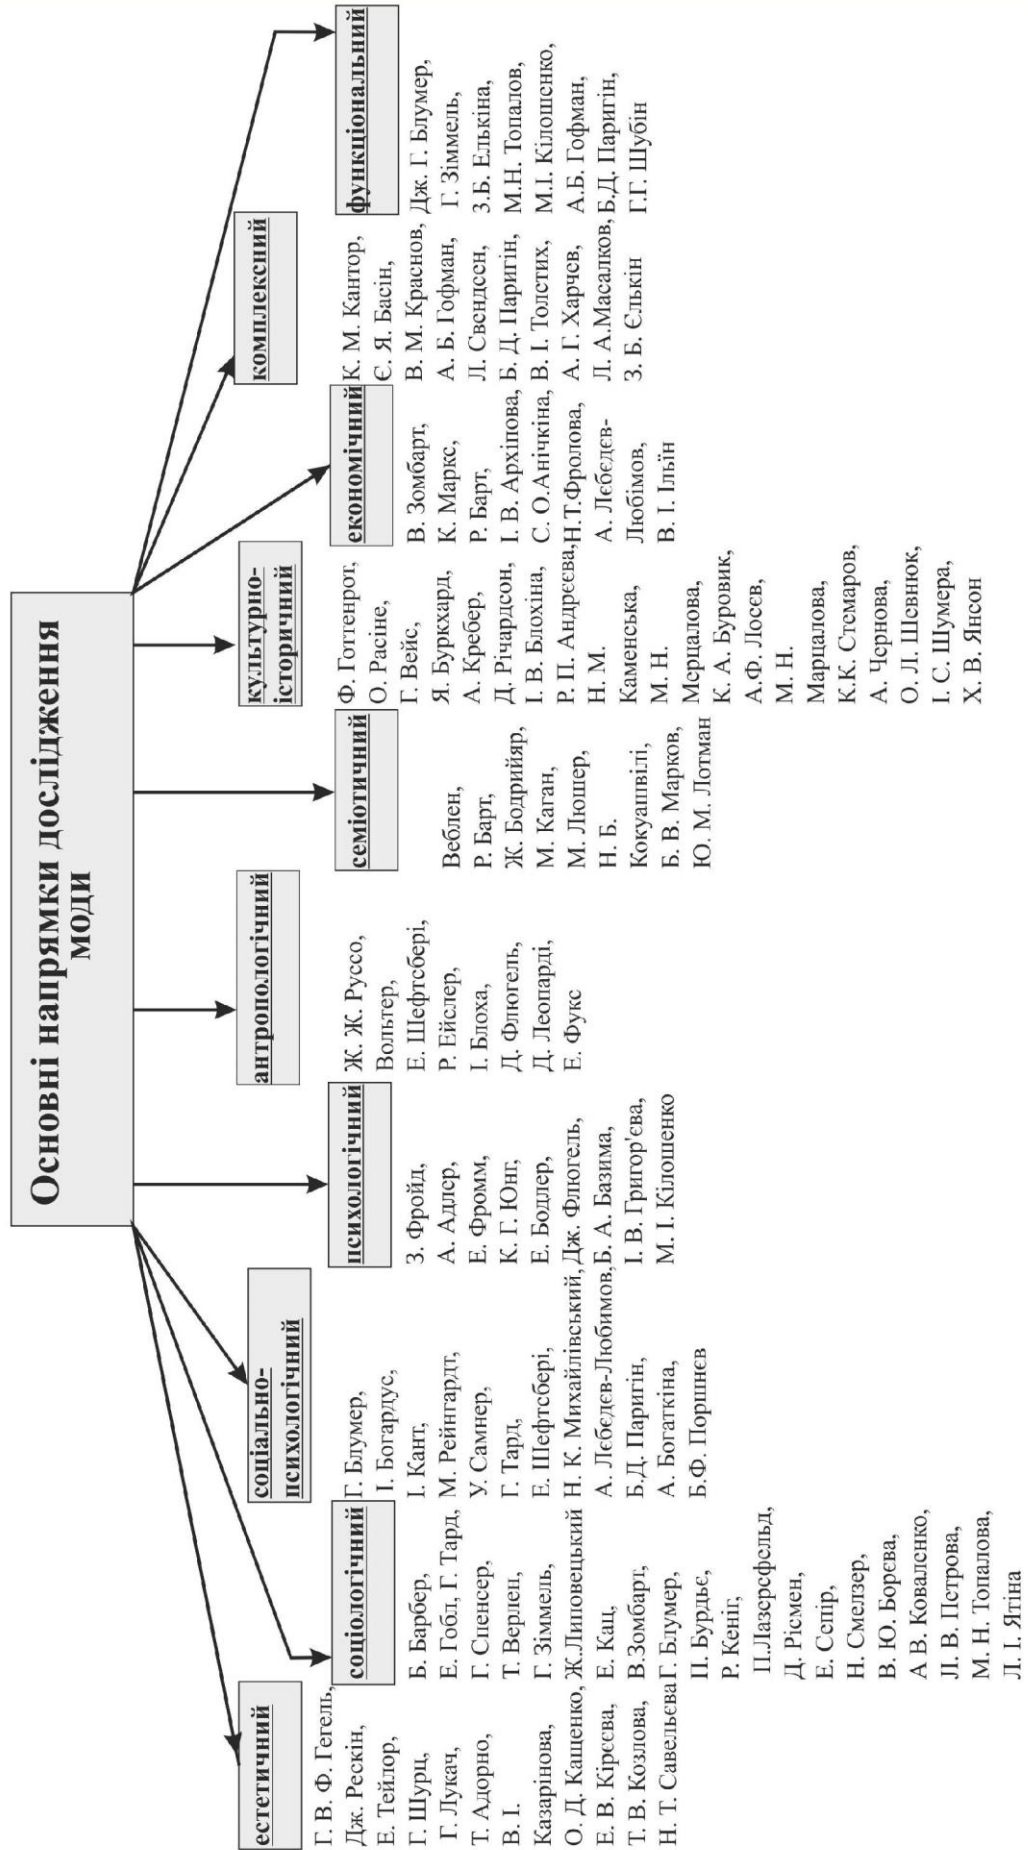 Основні напрямки дослідження
моди
естетичний
Г. В. Ф. Гегель,
Дж. Рескін,
Е. Тейлор,
Г. Шурц,
Г. Лукач,
Т. Адорно,
В. І.
Казарінова,
О. Д. Кащенко,
Е. В. Кірєєва,
Т. В. Козлова,
Н. Т. Савельєва
соціологічний
Б. Барбер,
Е. Гобл, Г. Тард,
Г. Спенсер,
Т. Верлен,
Г. Зіммель,
Ж.Липовецький
Е. Кац,
В.Зомбарт,
Г. Блумер,
П. Бурдьє,
Р. Кеніг,
П.Лазерсфельд,
Д. Рісмен,
Е. Сепір,
Н. Смелзер,
В. Ю. Борєва,
А В. Коваленко,
Л. В. Петрова,
М. Н. Топалова,
Л. І. Ятіна
соціально-
психологічний
Г. Блумер,
І. Богардус,
І. Кант,
М. Рейнгардт,
У. Самнер,
Г. Тард,
Е. Шефтсбері,
Н. К. Михайлівський,
А. Лєбєдєв-Любимов,
Б.Д. Паригін,
А. Богаткіна,
Б.Ф. Поршнєв
психологічний
З. Фройд,
А. Адлер,
Е. Фромм,
К. Г. Юнг,
Е. Бодлер,
Дж. Флюгель,
Б. А. Базима,
І. В. Григор'єва,
М. І. Кілошенко
антропологічний
Ж. Ж. Руссо,
Вольтер,
Е. Шефтсбері,
Р. Ейслер,
І. Блоха,
Д. Флюгель,
Д. Леопарді,
Е. Фукс
семіотичний
Веблен,
Р. Барт,
Ж. Бодрийяр,
М. Каган,
М. Люшер,
Н. Б.
Кокуашвілі,
Б. В. Марков,
Ю. М. Лотман
культурно-
історичний
Ф. Готтенрот,
О. Расіне,
Г. Вейс,
Я. Буркхард,
А. Кребер,
Д. Річардсон,
І. В. Блохіна,
Р. П. Андрєєва,
Н. М.
Каменська,
М. Н.
Мерцалова,
К. А. Буровик,
А.Ф. Лосєв,
М. Н.
Марцалова,
К.К. Стемаров,
А. Чернова,
О. Л. Шевнюк,
І. С. Шумера,
Х. В. Янсон
економічний
В. Зомбарт,
К. Маркс,
Р. Барт,
І. В. Архіпова,
С. О.Анічкіна,
Н.Т.Фролова,
А. Лєбєдєв-
Любімов,
В. І. Ільїн
комплексний
К. М. Кантор,
Є. Я. Басін,
В. М. Краснов,
А. Б. Гофман,
Л. Свендсен,
Б. Д. Паригін,
В. І. Толстих,
А. Г. Харчев,
Л. А.Масалков,
З. Б. Єлькін
функціональний
Дж. Г. Блумер,
Г. Зіммель,
З.Б. Елькіна,
М.Н. Топалов,
М.І. Кілошенко,
А.Б. Гофман,
Б.Д. Паригін,
Г.Г. Шубін